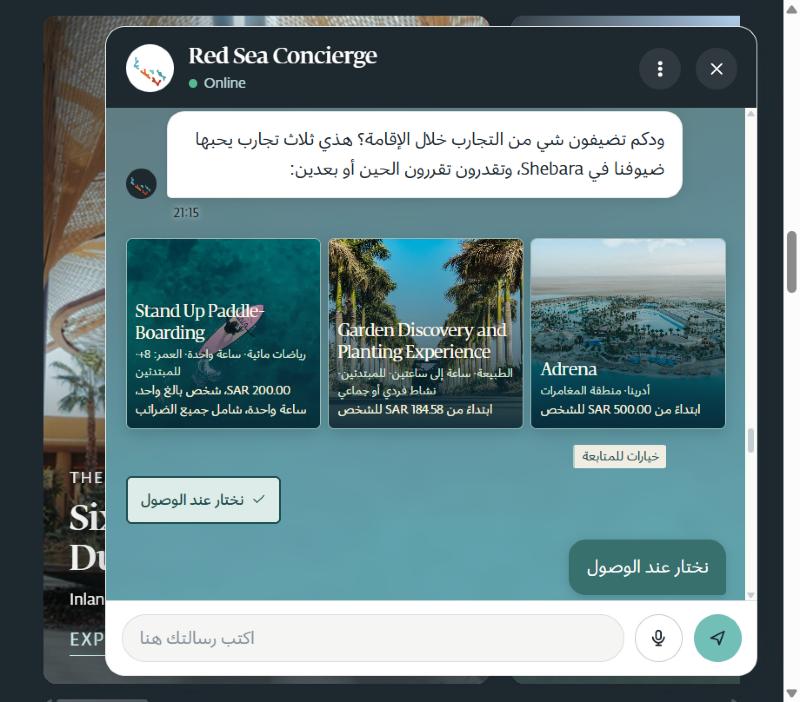 Red Sea Concierge
Online
ودكم تضيفون شي من التجارب خلال الإقامة؟ هذي ثلاث تجارب يحبها
ضيوفنا في Shebara، وتقدرون تقررون الحين أو بعدين:
21:15
Stand Up Paddle-
Boarding
رياضات مائية · ساعة واحدة · العمر: 8+ ·
للمبتدئين
SAR 200.00، شخص بالغ واحد،
ساعة واحدة، شامل جميع الضرائب
Garden Discovery and
Planting Experience
الطبيعة · ساعة إلى ساعتين · للمبتدئين ·
نشاط فردي أو جماعي
ابتداءً من SAR 184.58 للشخص
Adrena
أدرينا · منطقة المغامرات
ابتداءً من SAR 500.00 للشخص
خيارات للمتابعة
نختار عند الوصول
نختار عند الوصول
اكتب رسالتك هنا
THE
Six
Du
Inlan
EXP